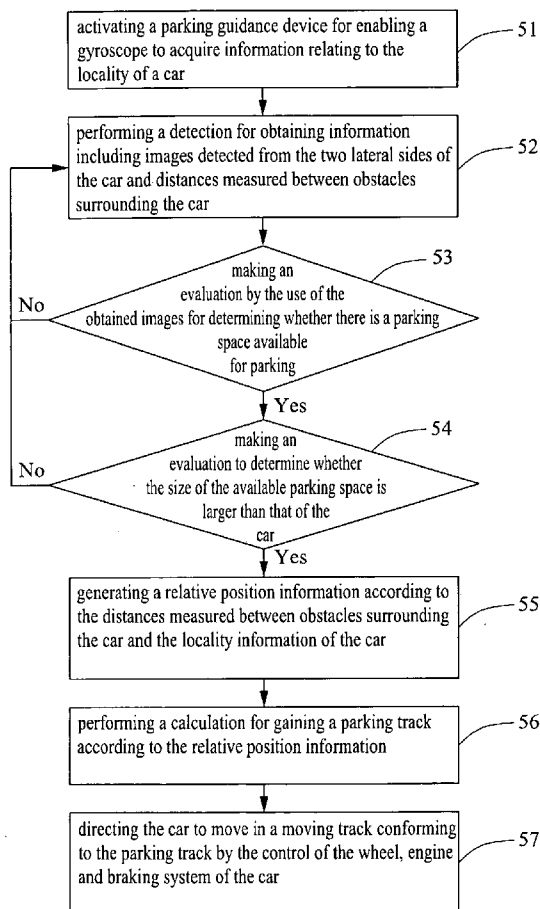 activating a parking guidance device for enabling a
gyroscope to acquire information relating to the
locality of a car
51
performing a detection for obtaining information
including images detected from the two lateral sides of
the car and distances measured between obstacles
surrounding the car
52
53
making an
evaluation by the use of the
obtained images for determining whether there is a parking
space available
for parking
No
Yes
54
making an
evaluation to determine whether
the size of the available parking space is
larger than that of the
car
No
Yes
generating a relative position information according to
the distances measured between obstacles surrounding
the car and the locality information of the car
55
performing a calculation for gaining a parking track
according to the relative position information
56
directing the car to move in a moving track conforming
to the parking track by the control of the wheel, engine
and braking system of the car
57